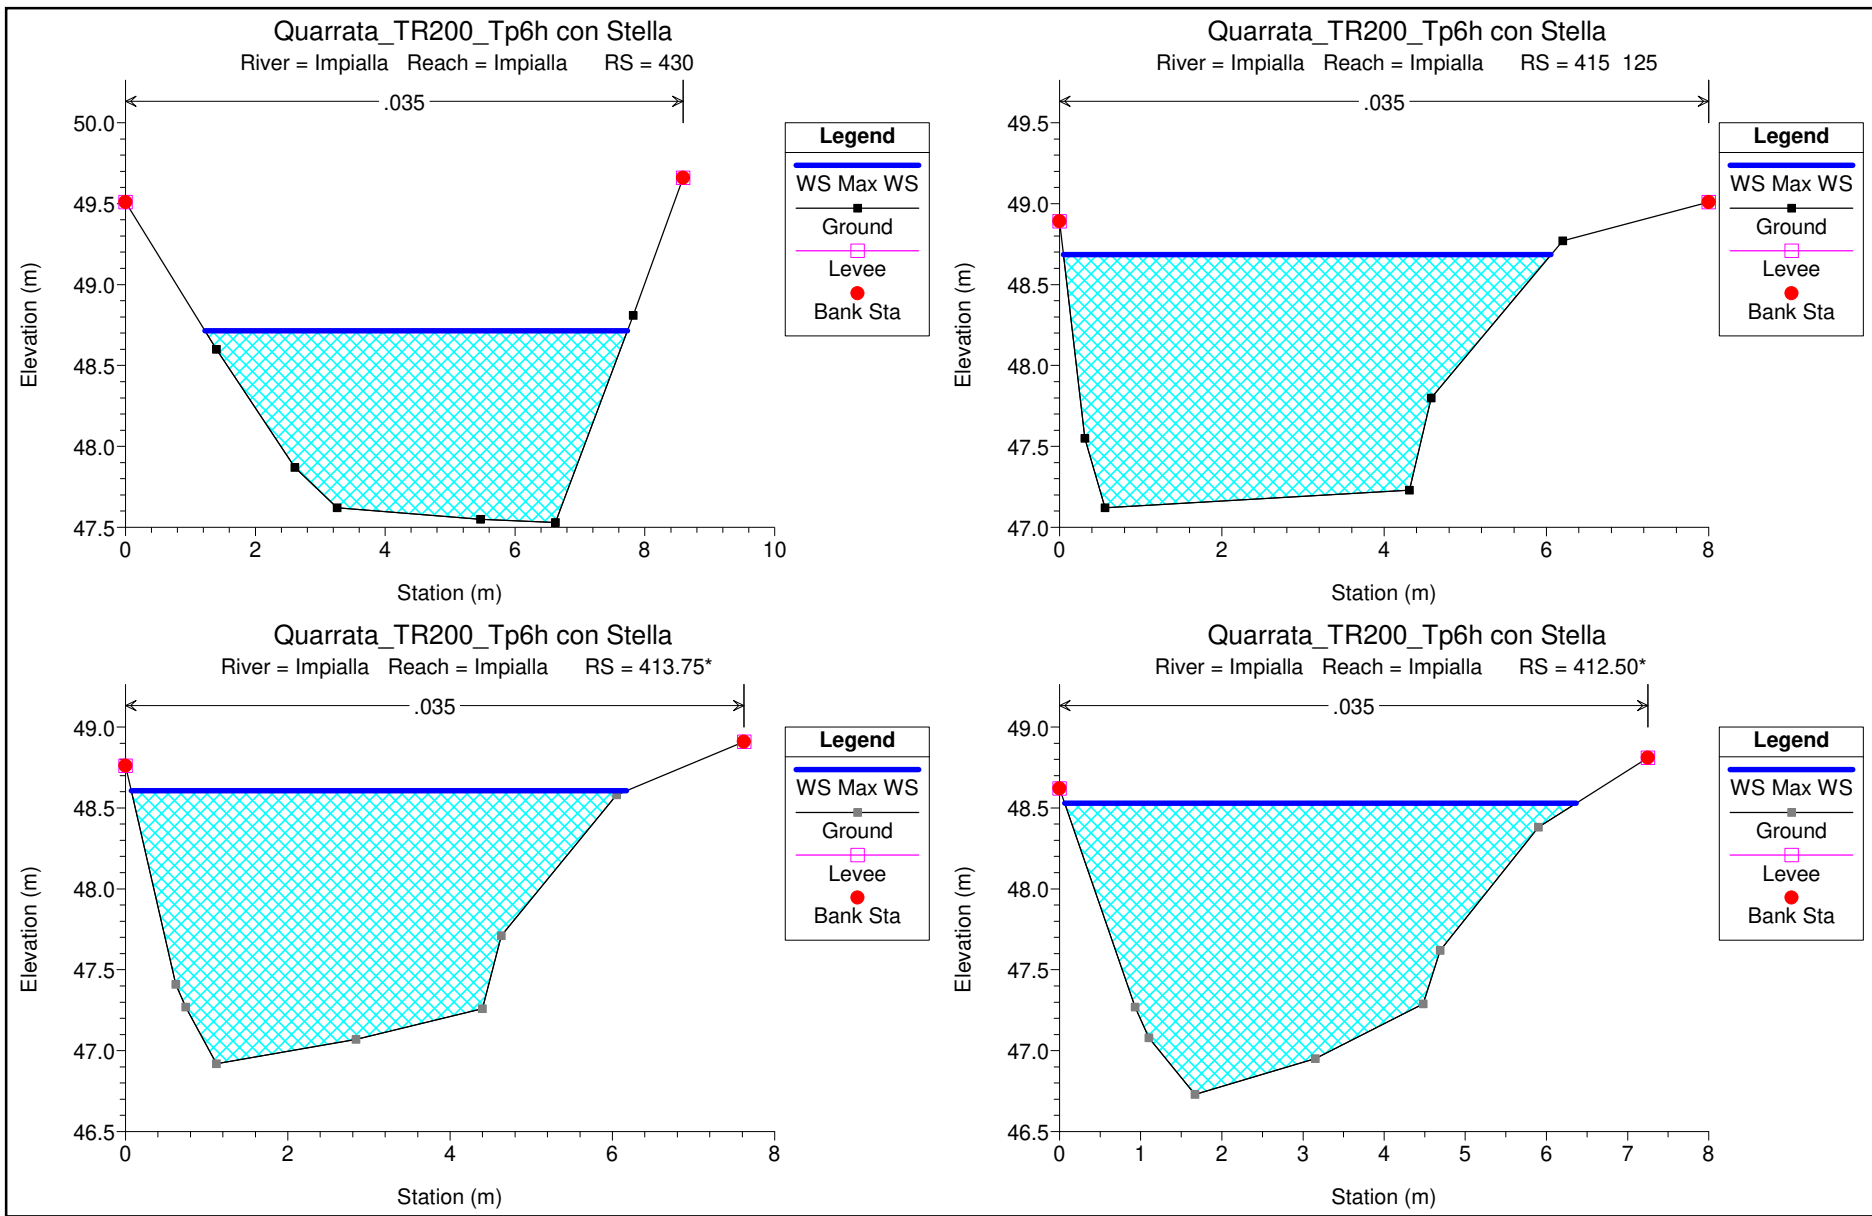 Quarrata_TR200_Tp6h con Stella
River = Impialla   Reach = Impialla   RS = 430
.035
50.0
49.5
49.0
48.5
48.0
47.5
0
2
4
6
8
10
Station (m)
Elevation (m)
Legend
WS Max WS
Ground
Levee
Bank Sta
Quarrata_TR200_Tp6h con Stella
River = Impialla   Reach = Impialla   RS = 415  125
.035
49.5
49.0
48.5
48.0
47.5
47.0
0
2
4
6
8
Station (m)
Elevation (m)
Legend
WS Max WS
Ground
Levee
Bank Sta
Quarrata_TR200_Tp6h con Stella
River = Impialla   Reach = Impialla   RS = 413.75*
.035
49.0
48.5
48.0
47.5
47.0
46.5
0
2
4
6
8
Station (m)
Elevation (m)
Legend
WS Max WS
Ground
Levee
Bank Sta
Quarrata_TR200_Tp6h con Stella
River = Impialla   Reach = Impialla   RS = 412.50*
.035
49.0
48.5
48.0
47.5
47.0
46.5
0
1
2
3
4
5
6
7
8
Station (m)
Elevation (m)
Legend
WS Max WS
Ground
Levee
Bank Sta